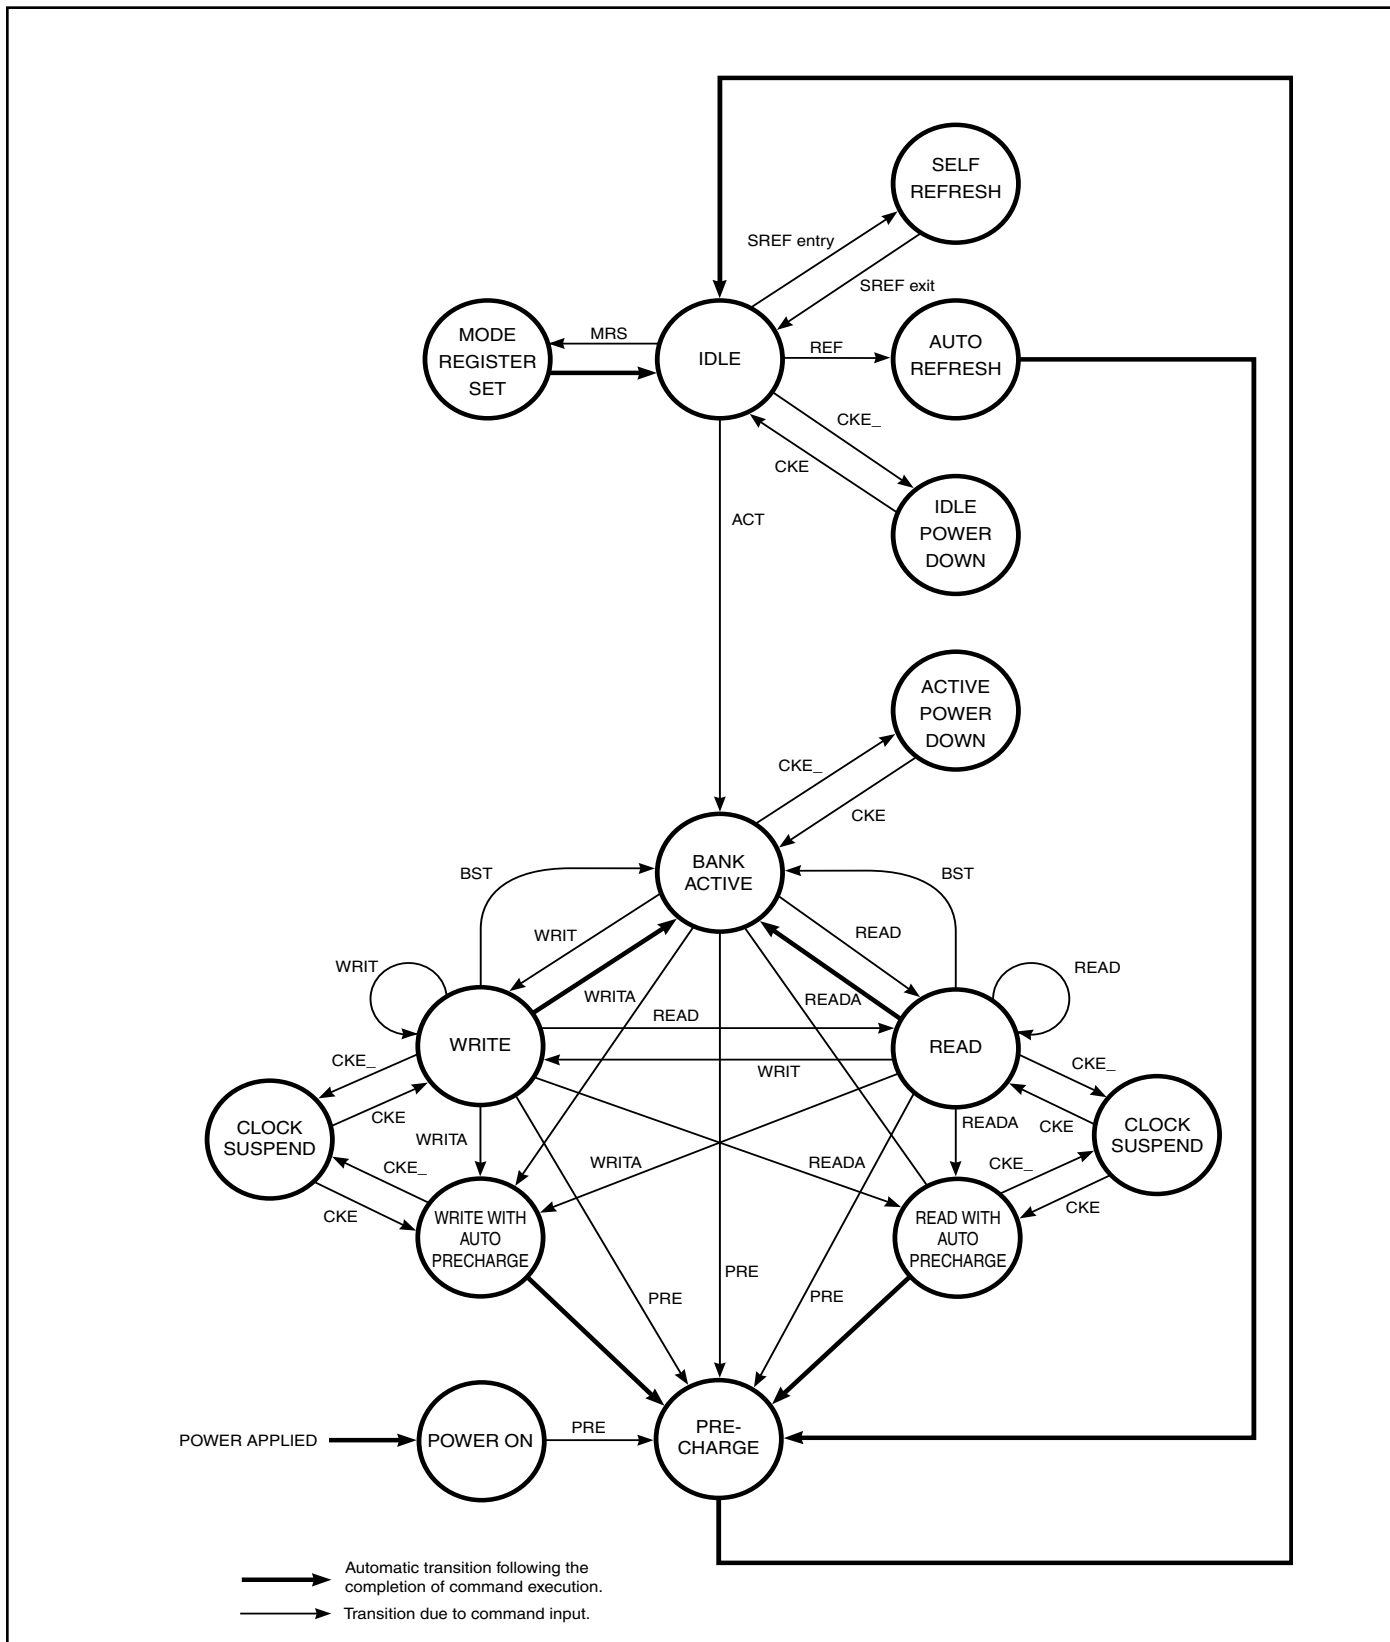 SELF
REFRESH
SREF entry
SREF exit
MODE
REGISTER
SET
MRS
IDLE
REF
AUTO
REFRESH
CKE_
CKE
IDLE
POWER
DOWN
ACT
ACTIVE
POWER
DOWN
CKE_
CKE
BANK
ACTIVE
BST
BST
WRIT
READ
WRIT
READ
WRITA
READA
READ
WRITE
READ
WRIT
CKE_
CKE_
CKE
CKE
CLOCK
SUSPEND
CLOCK
SUSPEND
WRITA
READA
CKE_
WRITA
READA
CKE_
CKE
CKE
WRITE WITH
AUTO
PRECHARGE
READ WITH
AUTO
PRECHARGE
PRE
PRE
PRE
POWER APPLIED
POWER ON
PRE
PRE-
CHARGE
Automatic transition following the
completion of command execution.
Transition due to command input.